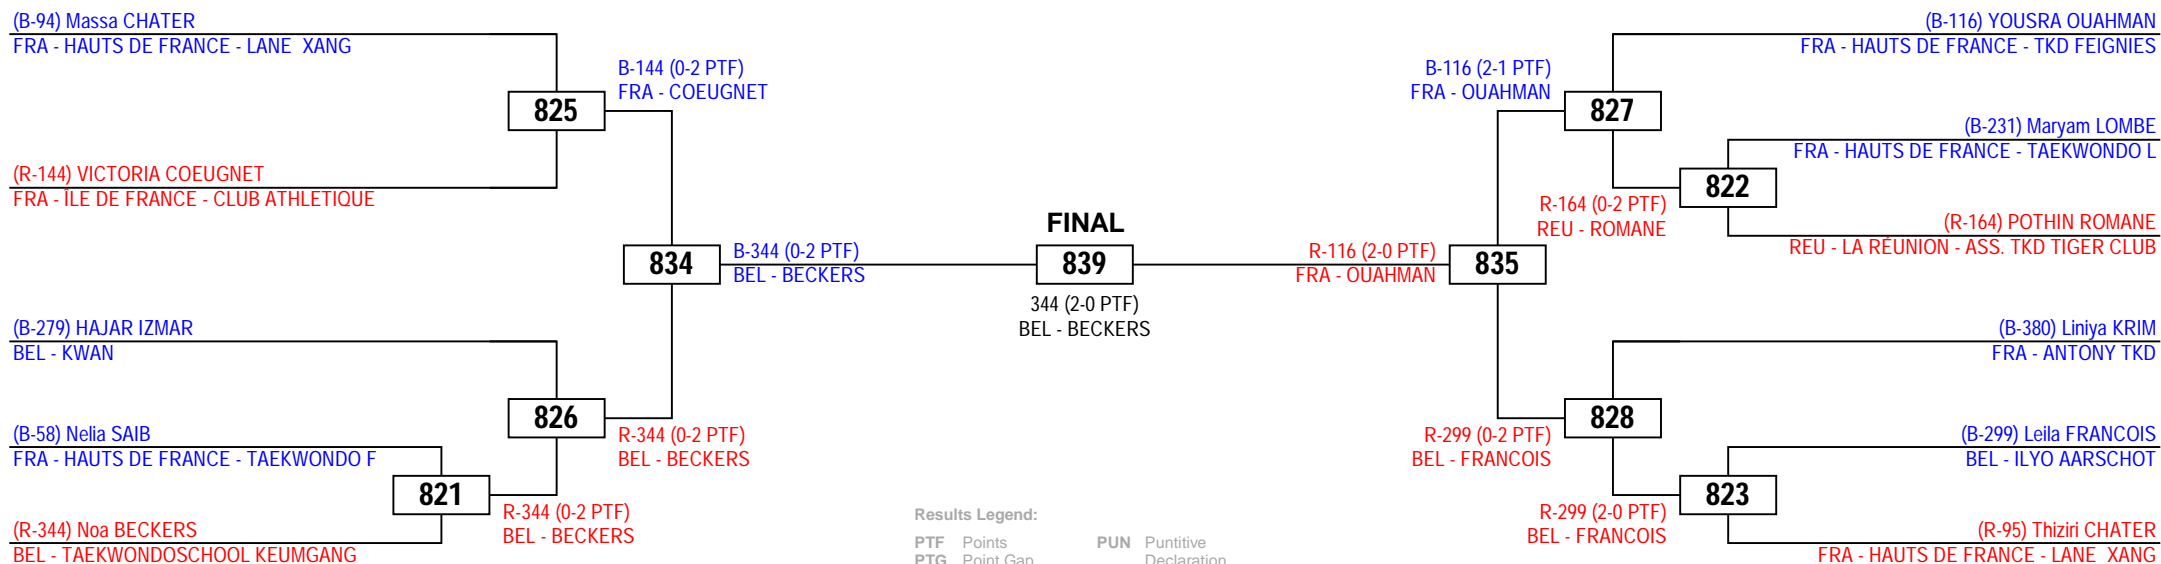 (B-94) Massa CHATER
FRA - HAUTS DE FRANCE - LANE XANG
B-144 (0-2 PTF)
FRA - COEUGNET
825
(R-144) VICTORIA COEUGNET
FRA - ÎLE DE FRANCE - CLUB ATHLETIQUE
834
B-344 (0-2 PTF)
BEL - BECKERS
(B-279) HAJAR IZMAR
BEL - KWAN
826
R-344 (0-2 PTF)
BEL - BECKERS
(B-58) Nelia SAIB
FRA - HAUTS DE FRANCE - TAEKWONDO F
821
R-344 (0-2 PTF)
BEL - BECKERS
(R-344) Noa BECKERS
BEL - TAEKWONDOSCHOOL KEUMGANG
FINAL
839
344 (2-0 PTF)
BEL - BECKERS
(B-116) YOUSRA OUAHMAN
FRA - HAUTS DE FRANCE - TKD FEIGNIES
B-116 (2-1 PTF)
FRA - OUAHMAN
827
(B-231) Maryam LOMBE
FRA - HAUTS DE FRANCE - TAEKWONDO L
822
R-164 (0-2 PTF)
REU - ROMANE
(R-164) POTHIN ROMANE
REU - LA RÉUNION - ASS. TKD TIGER CLUB
R-116 (2-0 PTF)
FRA - OUAHMAN
835
(B-380) Liniya KRIM
FRA - ANTONY TKD
828
R-299 (0-2 PTF)
BEL - FRANCOIS
(B-299) Leila FRANCOIS
BEL - ILYO AARSCHOT
823
R-299 (2-0 PTF)
BEL - FRANCOIS
(R-95) Thiziri CHATER
FRA - HAUTS DE FRANCE - LANE XANG
Results Legend:
PTF Points PUN Puntitive
PTG Point Gap Declaration